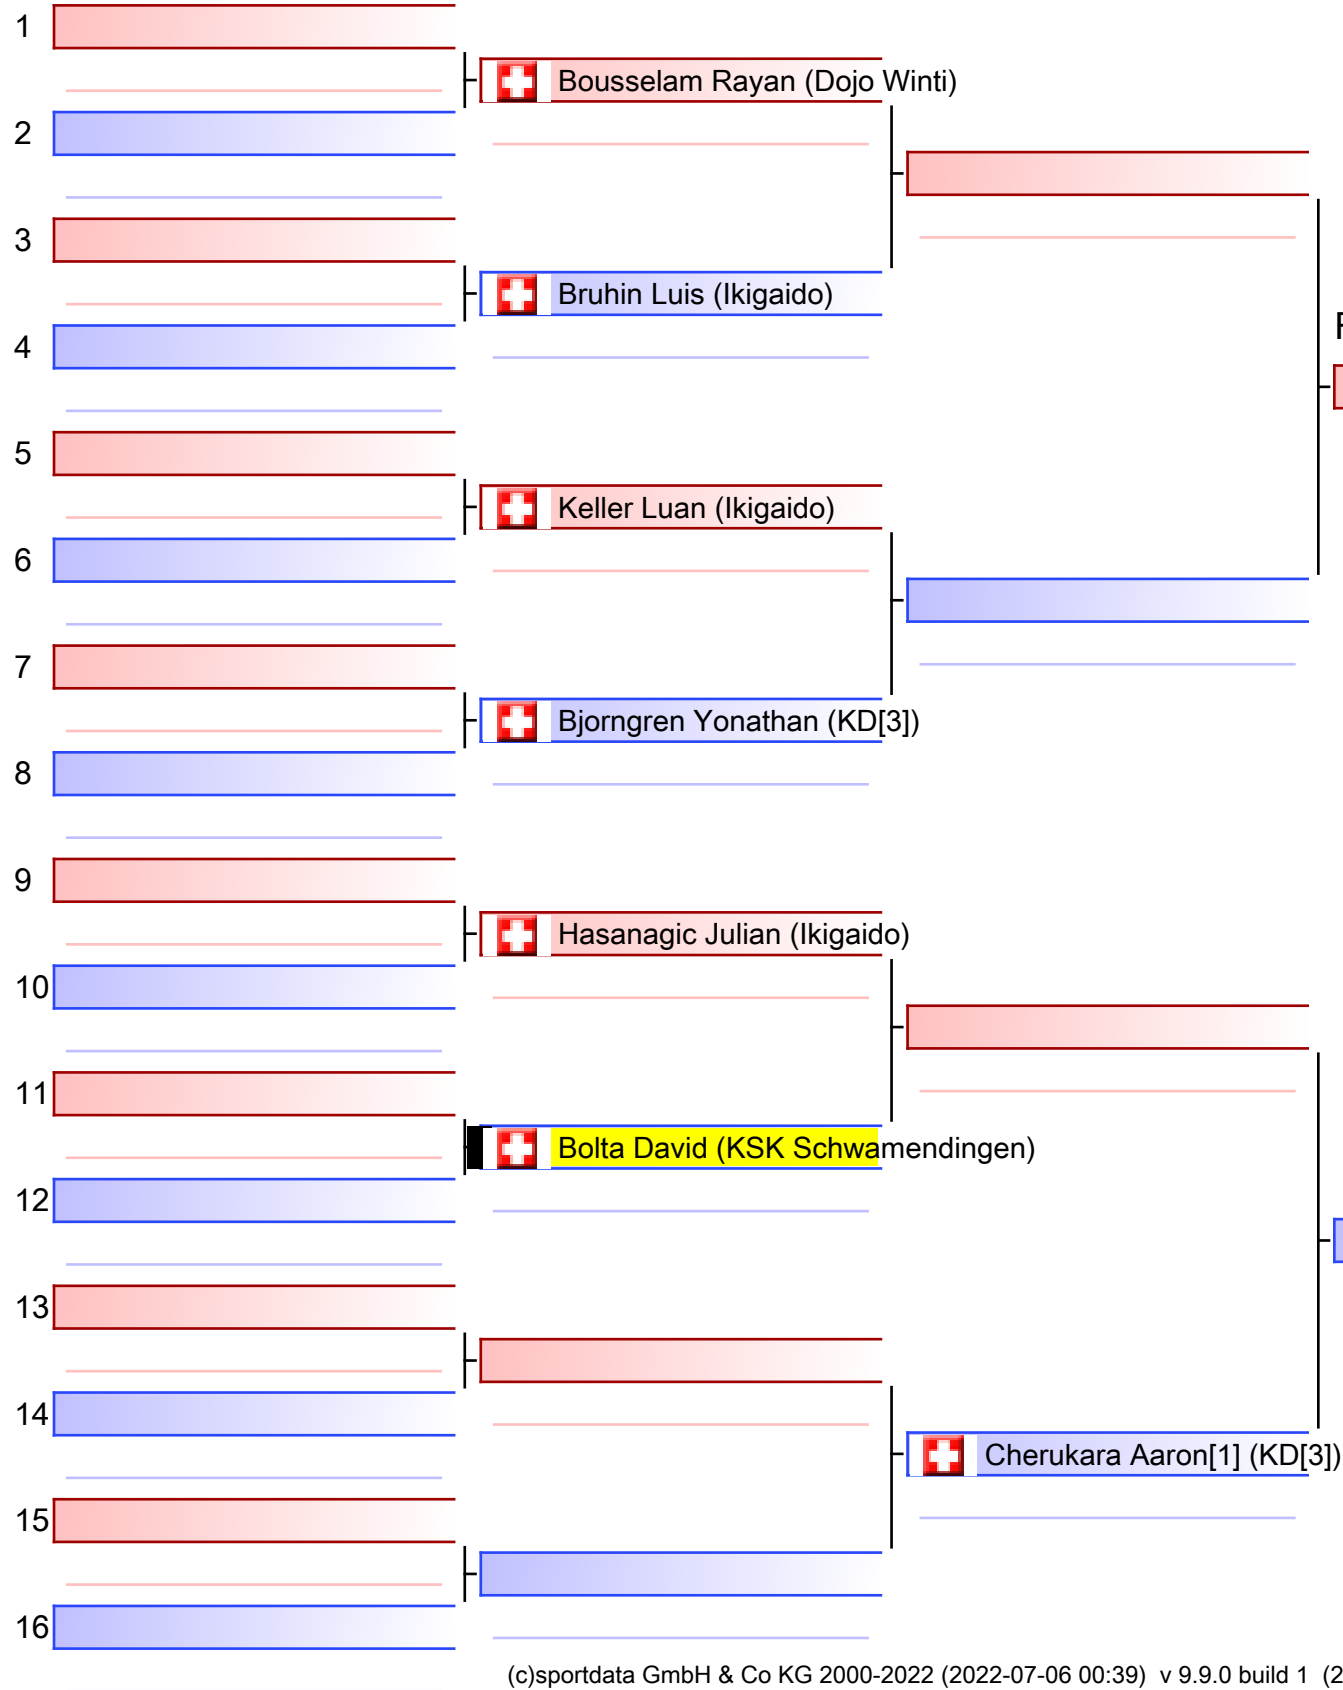 1
Bousselam Rayan (Dojo Winti)
2
3
Bruhin Luis (Ikigaido)
4
5
Keller Luan (Ikigaido)
6
7
Bjorngren Yonathan (KD[3])
8
9
Hasanagic Julian (Ikigaido)
10
11
Bolta David (KSK Schwamendingen)
12
13
14
Cherukara Aaron[1] (KD[3])
15
16
(c)sportdata GmbH & Co KG 2000-2022 (2022-07-06 00:39) v 9.9.0 build 1 (2